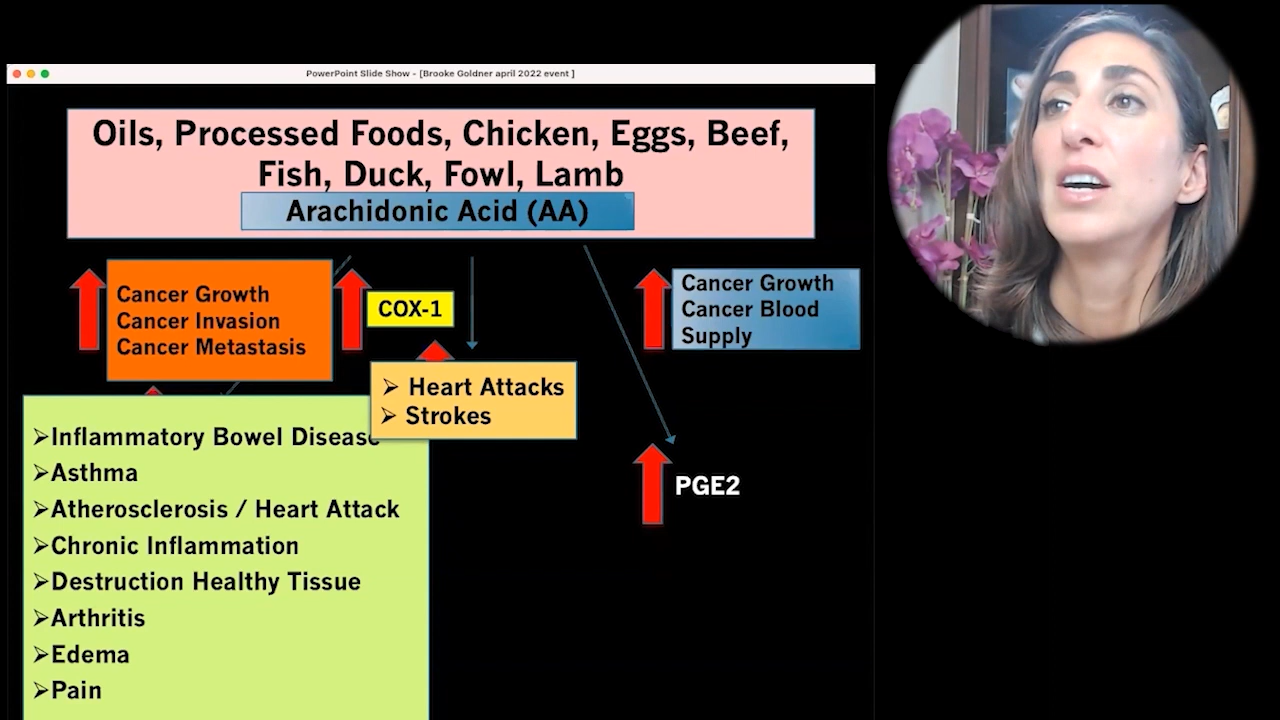 PowerPoint Slide Show - [Brooke Goldner april 2022 event ]
Oils, Processed Foods, Chicken, Eggs, Beef,
Fish, Duck, Fowl, Lamb
Arachidonic Acid (AA)
Cancer Growth
Cancer Invasion
Cancer Metastasis
COX-1
➢ Heart Attacks
➢ Strokes
Cancer Growth
Cancer Blood
Supply
➢Inflammatory Bowel Disease
➢Asthma
➢Atherosclerosis / Heart Attack
➢Chronic Inflammation
➢Destruction Healthy Tissue
➢Arthritis
➢Edema
➢Pain
PGE2